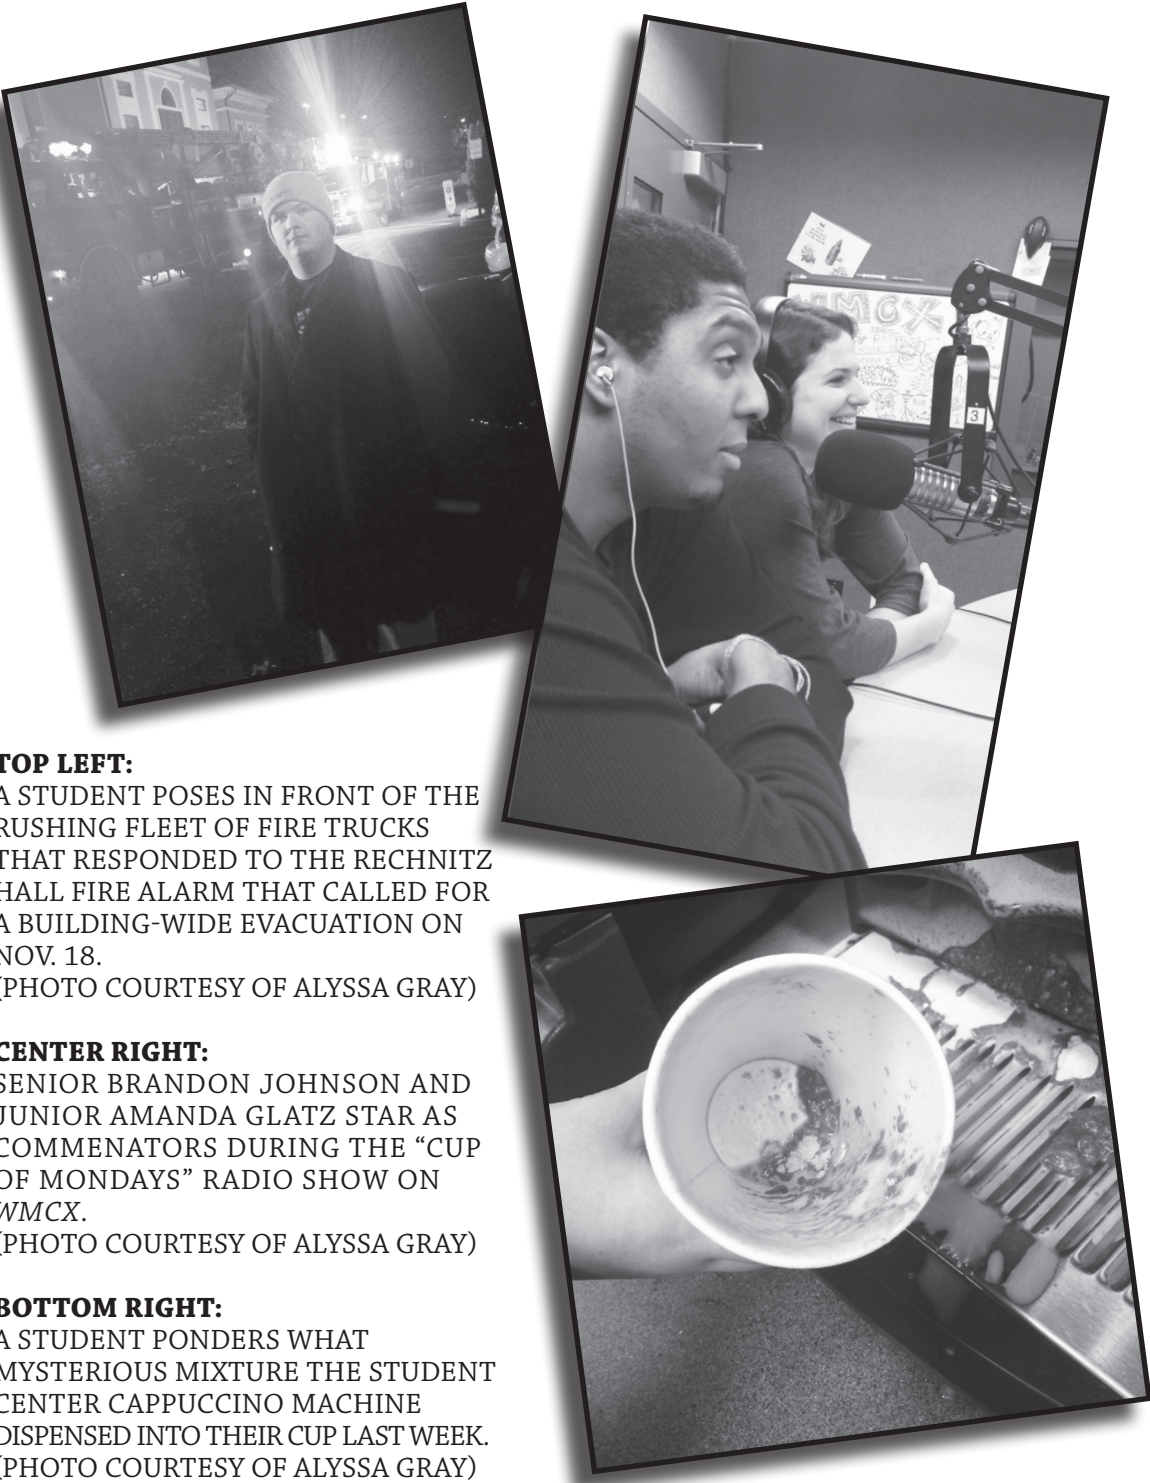 WMCX
3
TOP LEFT:
A STUDENT POSES IN FRONT OF THE
RUSHING FLEET OF FIRE TRUCKS
THAT RESPONDED TO THE RECHNITZ
HALL FIRE ALARM THAT CALLED FOR
A BUILDING-WIDE EVACUATION ON
NOV. 18.
(PHOTO COURTESY OF ALYSSA GRAY)
CENTER RIGHT:
SENIOR BRANDON JOHNSON AND
JUNIOR AMANDA GLATZ STAR AS
COMMENATORS DURING THE “CUP
OF MONDAYS” RADIO SHOW ON
WMCX.
(PHOTO COURTESY OF ALYSSA GRAY)
BOTTOM RIGHT:
A STUDENT PONDERS WHAT
MYSTERIOUS MIXTURE THE STUDENT
CENTER CAPPUCCINO MACHINE
DISPENSED INTO THEIR CUP LAST WEEK.
(PHOTO COURTESY OF ALYSSA GRAY)